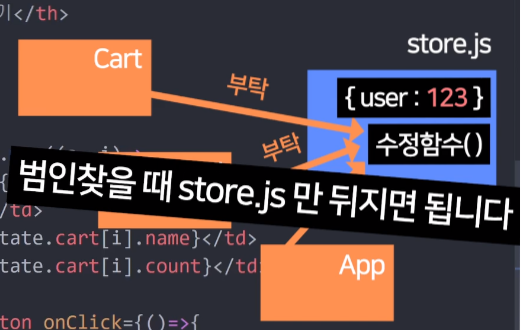 기</th>
store.js
Cart
{ user : 123 }
부탁
수정함수()
부탁
범인찾을 때 store.js 만 뒤지면 됩니다
/td>
tate.cart[i].name}</td>
tate.cart[i].count}</td>
App
ton onClick={()=>{